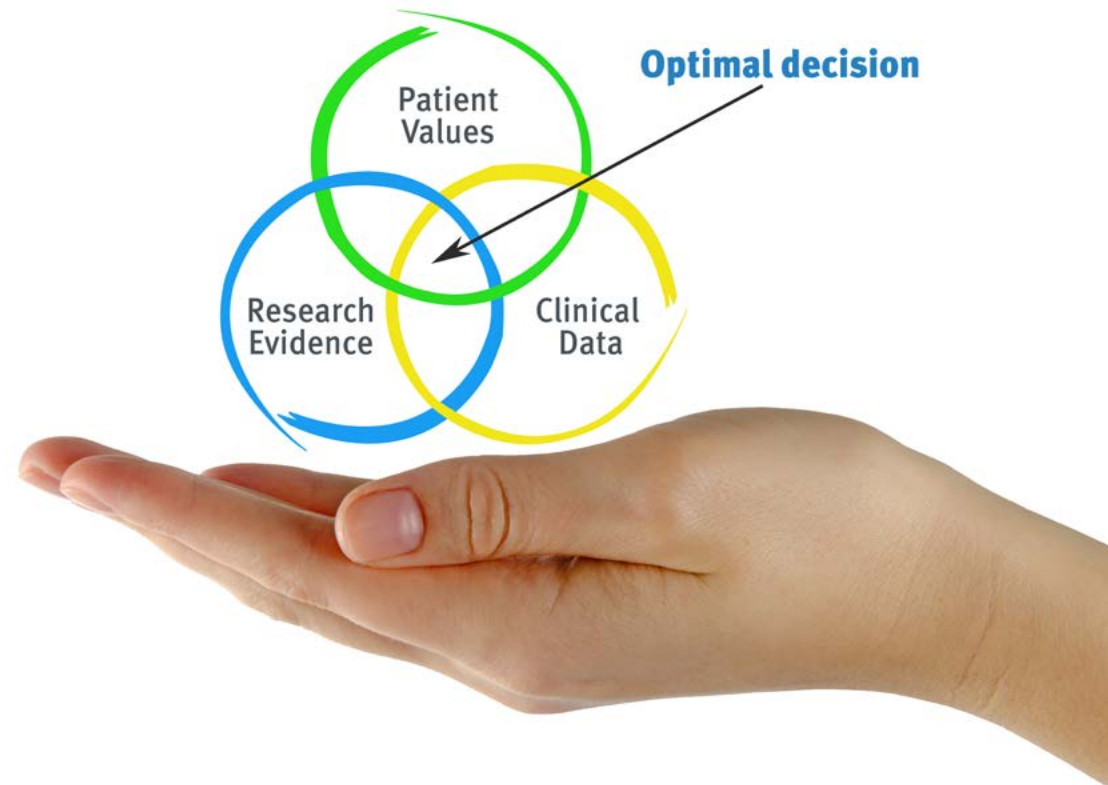 Optimal decision
Patient
Values
Research
Evidence
Clinical
Data